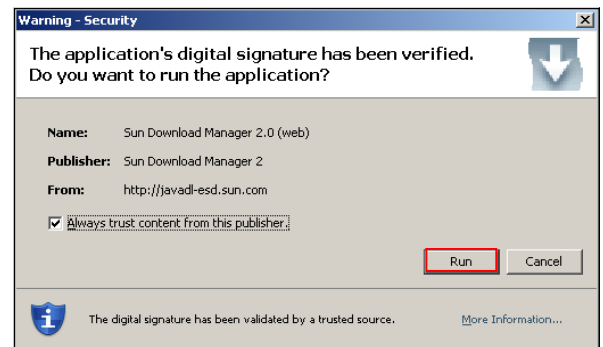 Warning - Security
The application's digital signature has been verified.
Do you want to run the application?
Name: Sun Download Manager 2.0 (web)
Publisher: Sun Download Manager 2
From: http://javadl-esd.sun.com
Always trust content from this publisher.
Run Cancel
The digital signature has been validated by a trusted source. More Information...